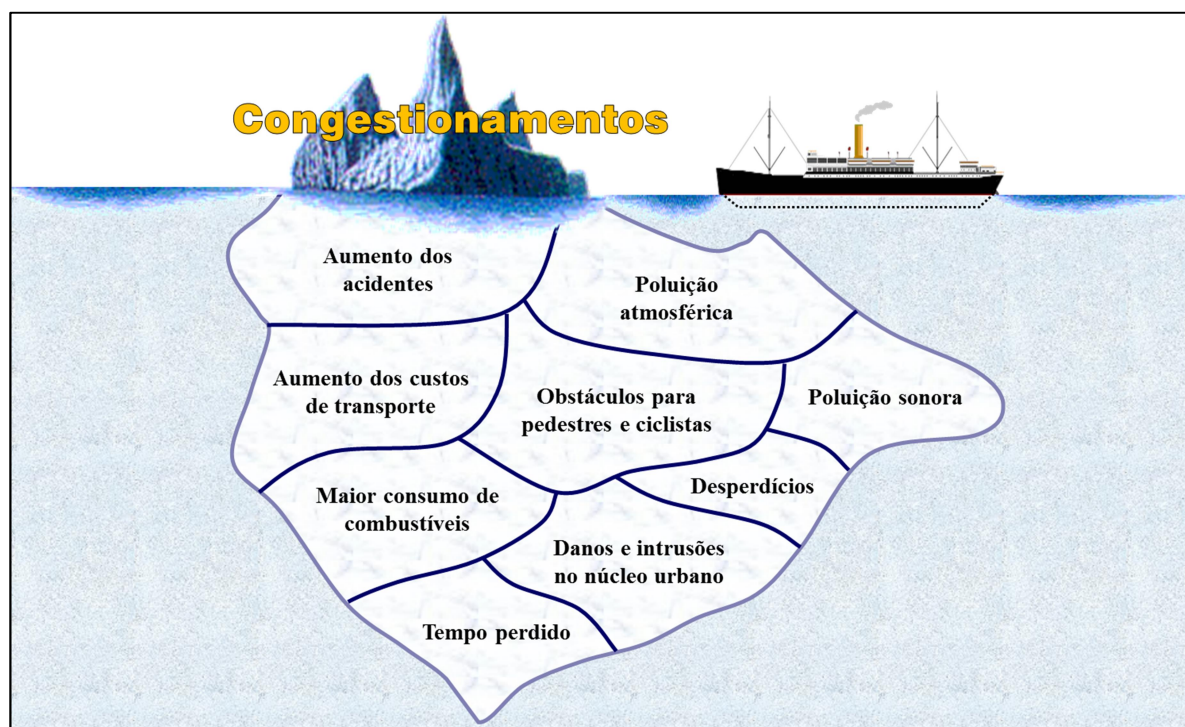 Congestionamentos
Aumento dos
acidentes
Poluição
atmosférica
Aumento dos custos
de transporte
Obstáculos para
pedestres e ciclistas
Poluição sonora
Maior consumo de
combustíveis
Desperdícios
Danos e intrusões
no núcleo urbano
Tempo perdido